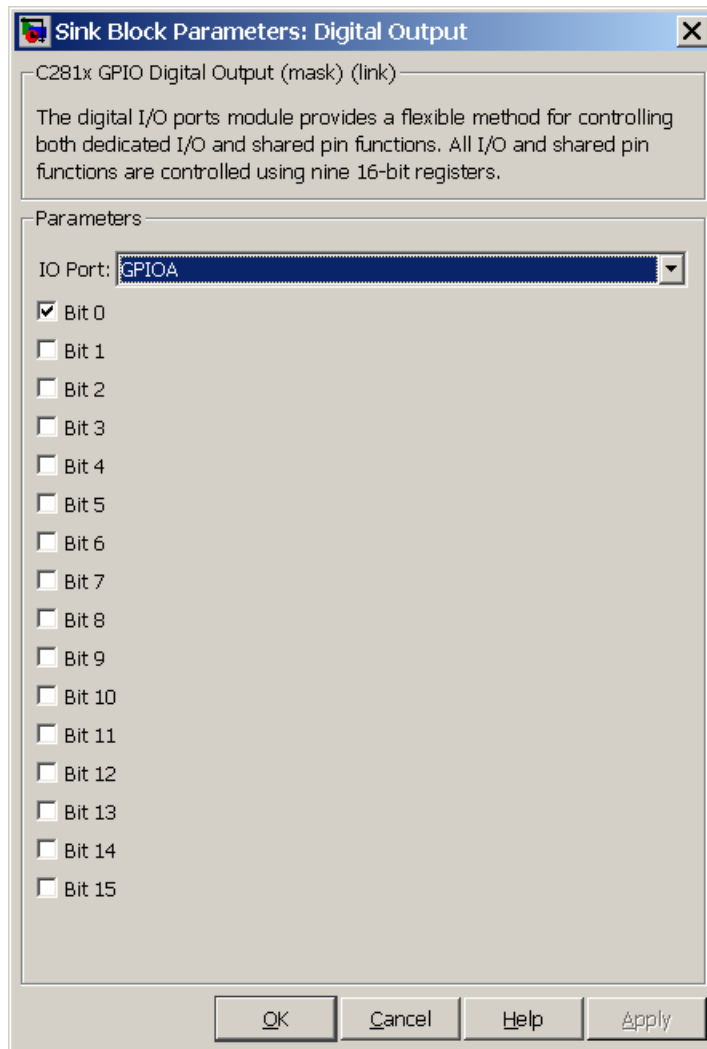 Sink Block Parameters: Digital Output
C281x GPIO Digital Output (mask) (link)
The digital I/O ports module provides a flexible method for controlling
both dedicated I/O and shared pin functions. All I/O and shared pin
functions are controlled using nine 16-bit registers.
Parameters
IO Port: GPIOA
Bit 0
Bit 1
Bit 2
Bit 3
Bit 4
Bit 5
Bit 6
Bit 7
Bit 8
Bit 9
Bit 10
Bit 11
Bit 12
Bit 13
Bit 14
Bit 15
OK Cancel Help Apply